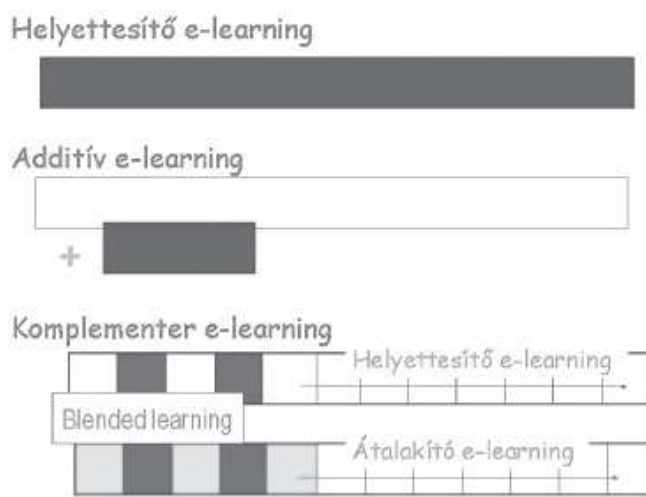 Helyettesítő e-learning
Additív e-learning
+
Komplementer e-learning
Helyettesítő e-learning
Blended learning
Átalakító e-learning